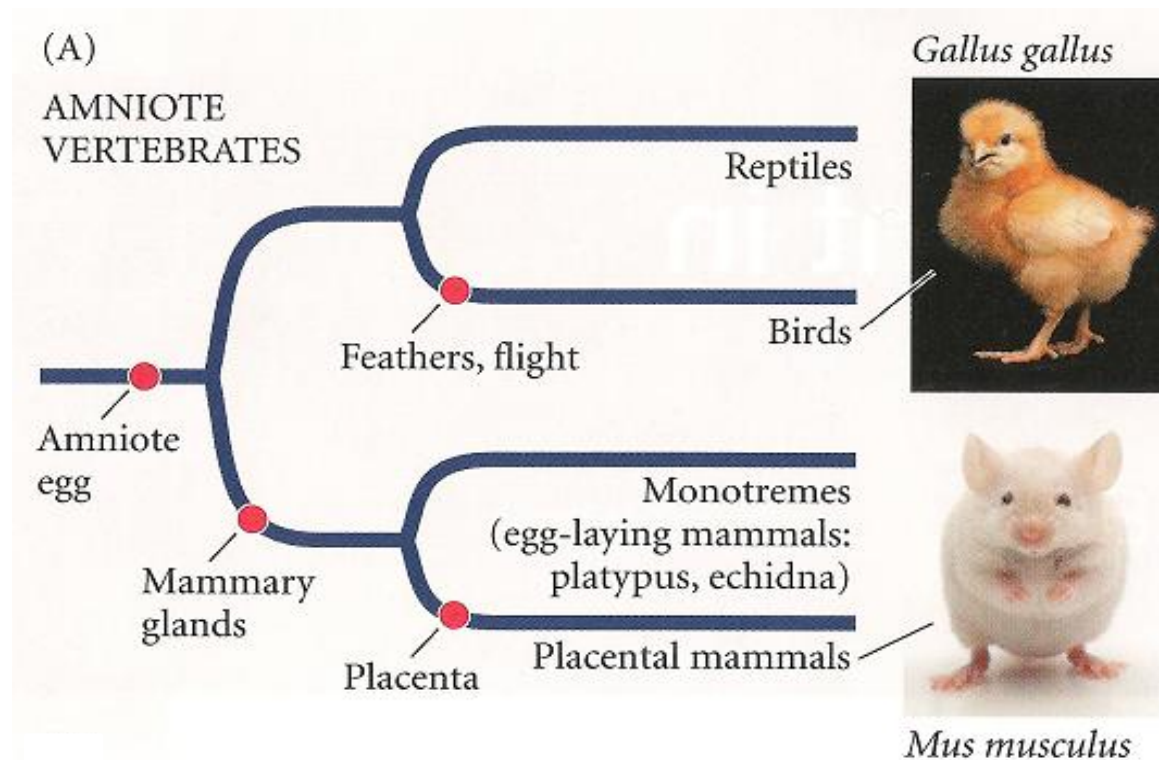 (A)
AMNIOTE
VERTEBRATES
Gallus gallus
Reptiles
Birds
Feathers, flight
Amniote
egg
Monotremes
(egg-laying mammals:
platypus, echidna)
Mammary
glands
Placental mammals
Placenta
Mus musculus